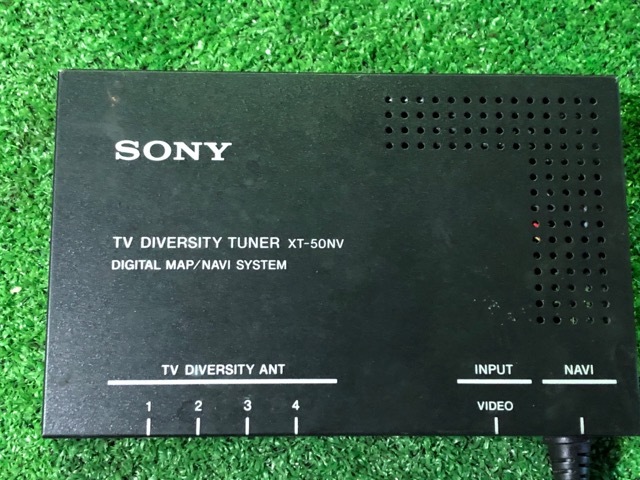 SONY
TV DIVERSITY TUNER XT-50NV
DIGITAL MAP/NAVI SYSTEM
TV DIVERSITY ANT
1 2 3 4
INPUT
VIDEO
NAVI